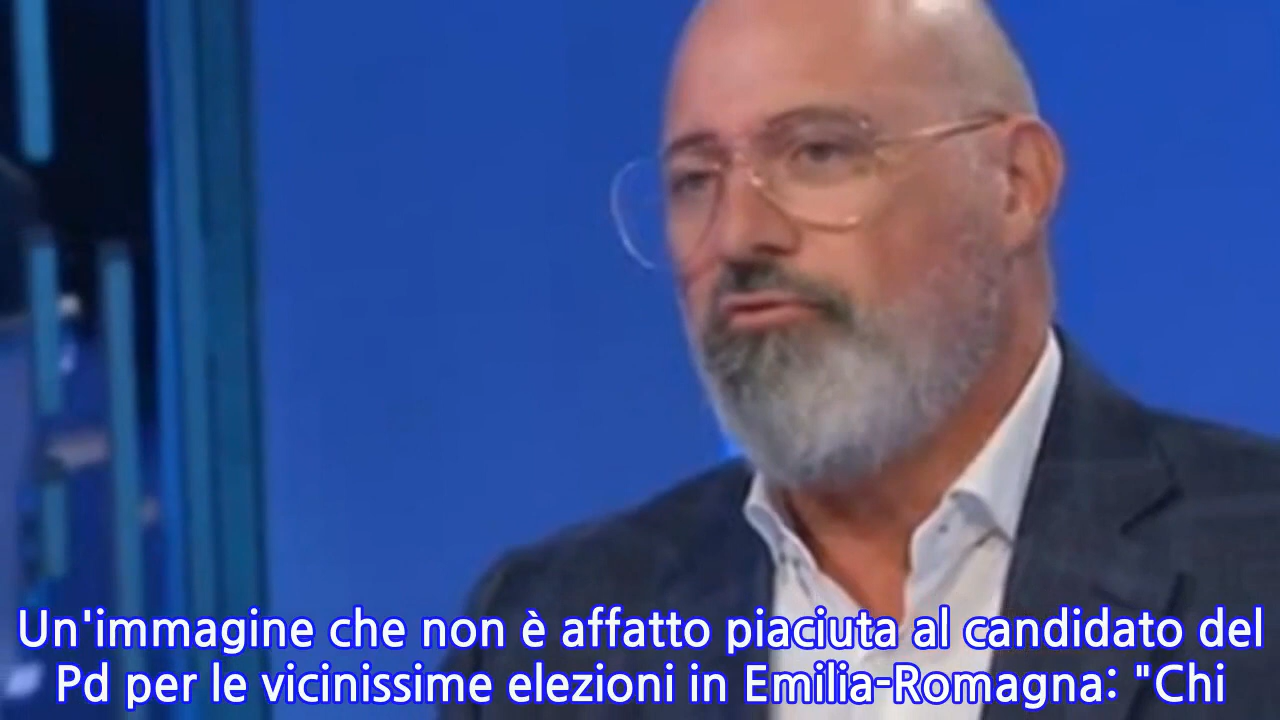 Un'immagine che non è affatto piaciuta al candidato del
Pd per le vicinissime elezioni in Emilia-Romagna: "Chi